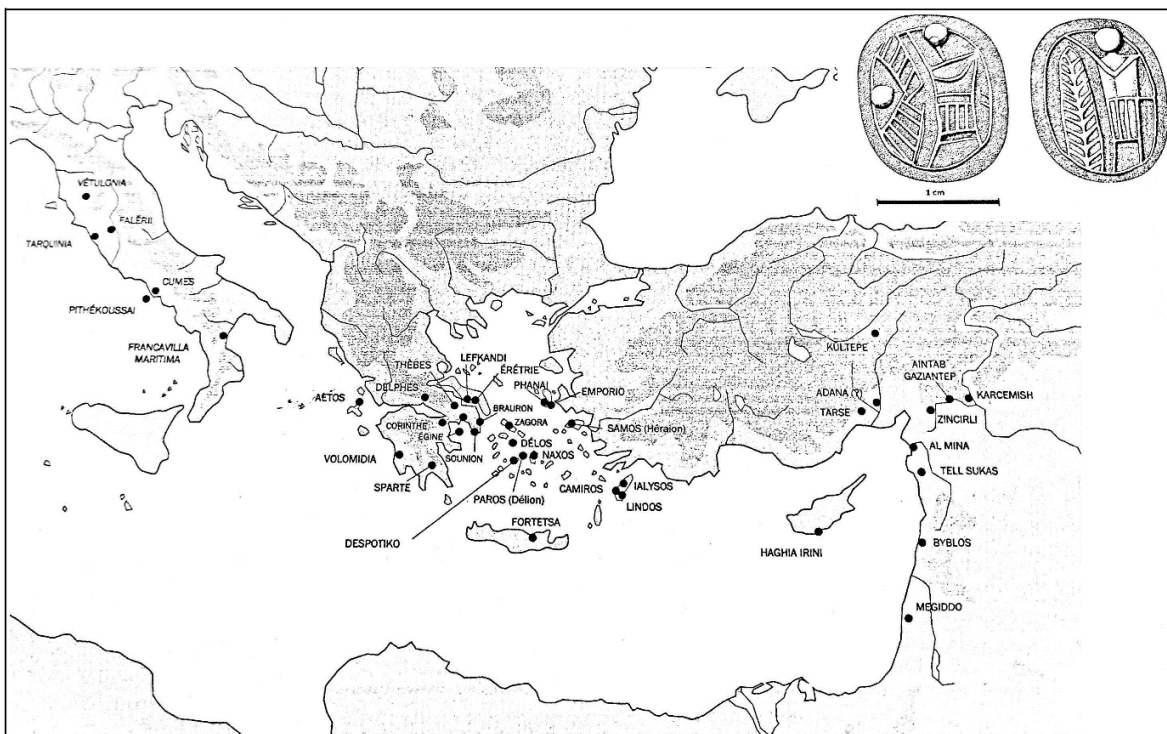 1 cm
VÉTULONIA
FALÉRII
TARQUINIA
CUMES
PITHÉKOUSSAI
FRANCAVILLA
MARITIMA
KÜLTEPE
LEFKANDI
THÈBES
ÉRÉTRIE
AINTAB
GAZIANTEP
DELPHES
PHANAI
EMPORIO
AETOS
ADANA (?)
KARCEMISH
BRAURON
TARSE
ZINCIRLI
CORINTHE
ZAGORA
SAMOS (Héraion)
ÉGINE
DÉLOS
AL MINA
VOLOMIDIA
SOUNION
NAXOS
TELL SUKAS
SPARTE
CAMIROS
IALYSOS
PAROS (Délion)
LINDOS
FORTETSA
DESPOTIKO
BYBLOS
HAGHIA IRINI
MEGIDDO